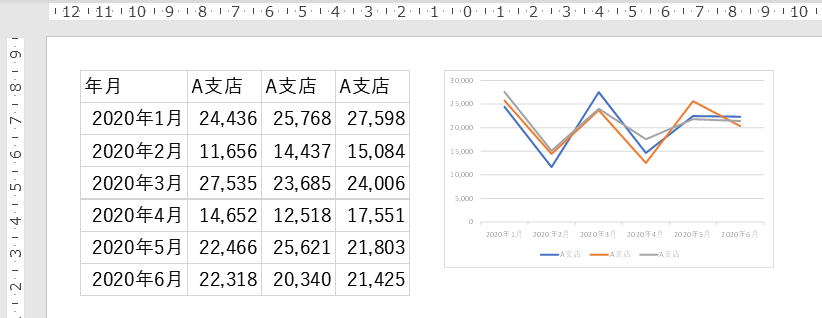 12 11 10 9 8 7 6 5 4 3 2 1 0 1 2 3 4 5 6 7 8 9 10
9
8
7
6
5
4
3
2
年月 A支店 A支店 A支店
2020年1月 24,436 25,768 27,598
2020年2月 11,656 14,437 15,084
2020年3月 27,535 23,685 24,006
2020年4月 14,652 12,518 17,551
2020年5月 22,466 25,621 21,803
2020年6月 22,318 20,340 21,425
30,000
25,000
20,000
15,000
10,000
5,000
0
2020年1月 2020年2月 2020年3月 2020年4月 2020年5月 2020年6月
A支店 A支店 A支店